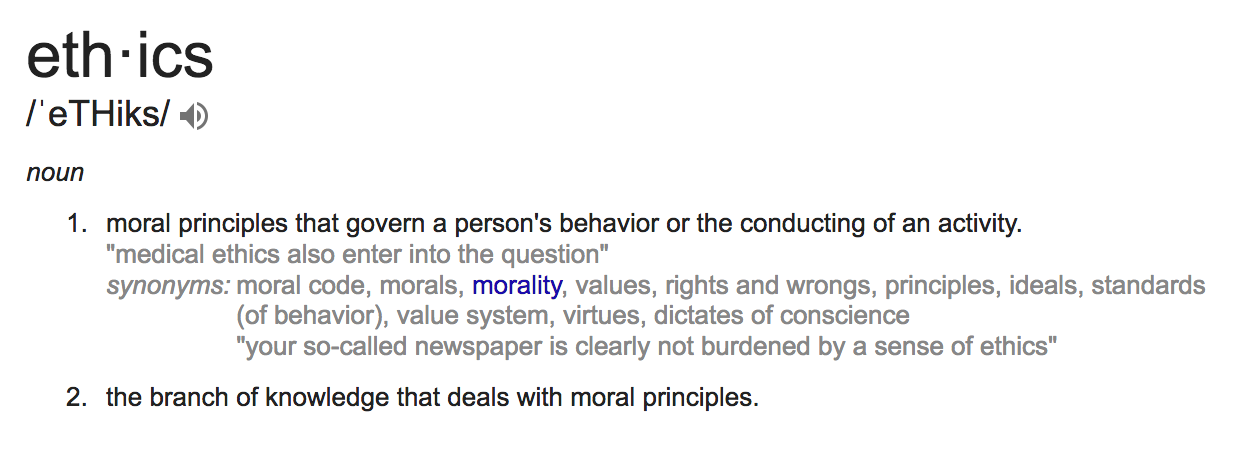 eth·ics
/ˈeTHiks/
noun
1. moral principles that govern a person's behavior or the conducting of an activity.
"medical ethics also enter into the question"
synonyms: moral code, morals, morality, values, rights and wrongs, principles, ideals, standards
(of behavior), value system, virtues, dictates of conscience
"your so-called newspaper is clearly not burdened by a sense of ethics"
2. the branch of knowledge that deals with moral principles.